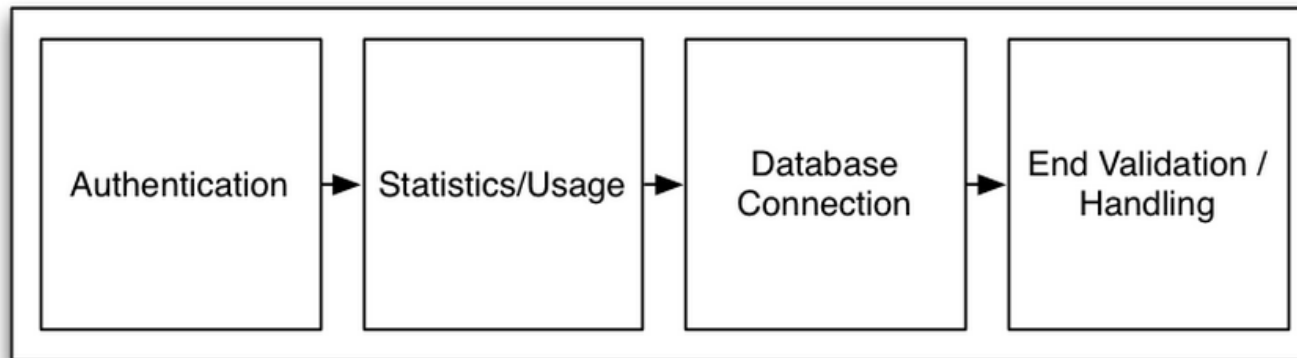 Authentication
Statistics/Usage
Database
Connection
End Validation /
Handling